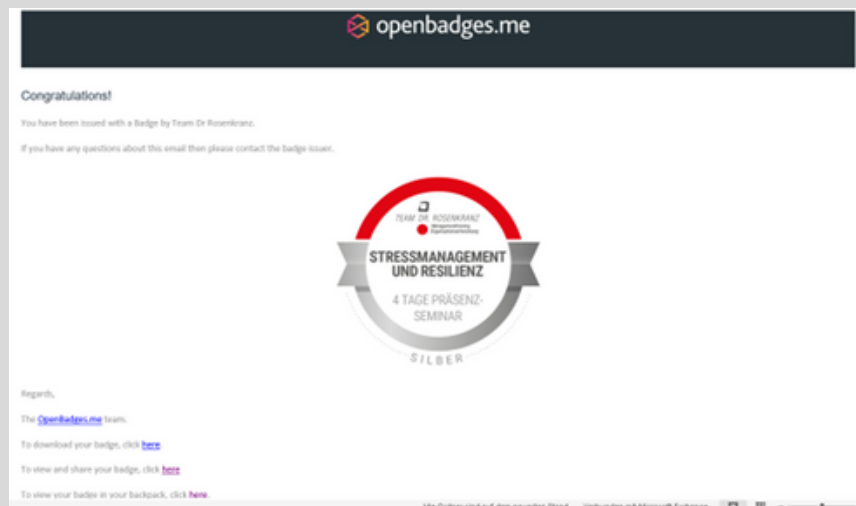 openbadges.me
Congratulations!
You have been issued with a Badge by Team Dr Rosenkranz.
If you have any questions about this email then please contact the badge issuer.
TEAM DR. ROSENKRANZ
STRESSMANAGEMENT
UND RESILIENZ
4 TAGE PRÄSENZ-
SEMINAR
SILBER
Regards,
The OpenBadges.me team.
To download your badge, click here.
To view and share your badge, click here
To view your badge in your backpack, click here.